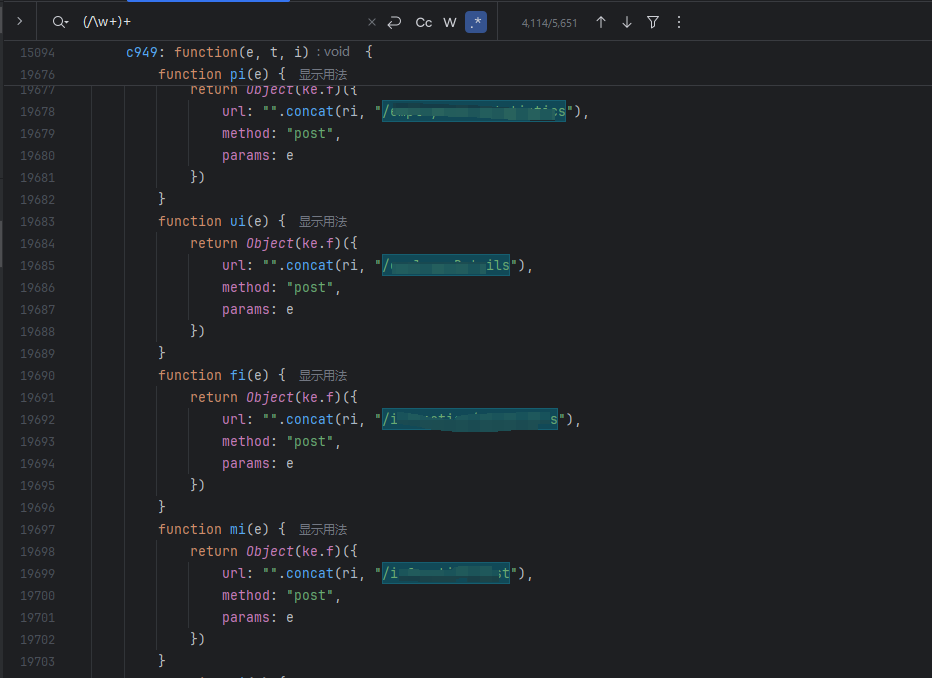 (/\w+)+ Cc W .* 4,114/5,651
15094 c949: function(e, t, i) : void {
19676 function pi(e) { 显示用法
19677 return Object(ke.f)({
19678 url: "".concat(ri, "/
19679 method: "post",
19680 params: e
19681 })
19682 }
19683 function ui(e) { 显示用法
19684 return Object(ke.f)({
19685 url: "".concat(ri, "/
19686 method: "post",
19687 params: e
19688 })
19689 }
19690 function fi(e) { 显示用法
19691 return Object(ke.f)({
19692 url: "".concat(ri, "/
19693 method: "post",
19694 params: e
19695 })
19696 }
19697 function mi(e) { 显示用法
19698 return Object(ke.f)({
19699 url: "".concat(ri, "/
19700 method: "post",
19701 params: e
19702 })
19703 }